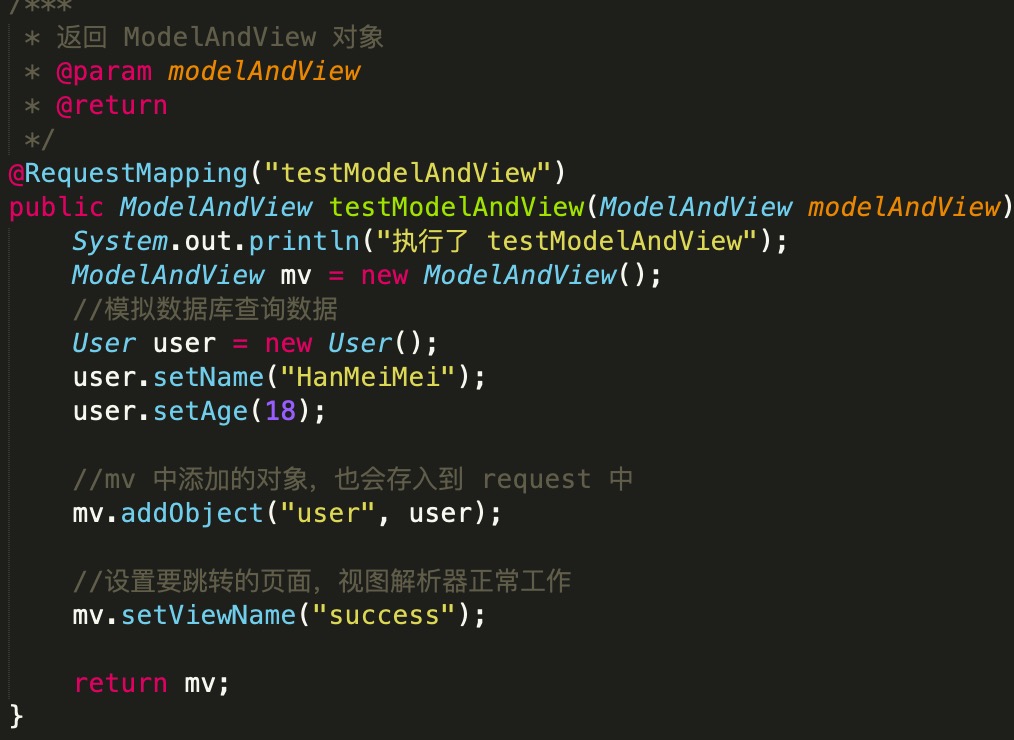 /***
 * 返回 ModelAndView 对象
 * @param modelAndView
 * @return
 */
@RequestMapping("testModelAndView")
public ModelAndView testModelAndView(ModelAndView modelAndView)
    System.out.println("执行了 testModelAndView");
    ModelAndView mv = new ModelAndView();
    //模拟数据库查询数据
    User user = new User();
    user.setName("HanMeiMei");
    user.setAge(18);

    //mv 中添加的对象，也会存入到 request 中
    mv.addObject("user", user);

    //设置要跳转的页面，视图解析器正常工作
    mv.setViewName("success");

    return mv;
}